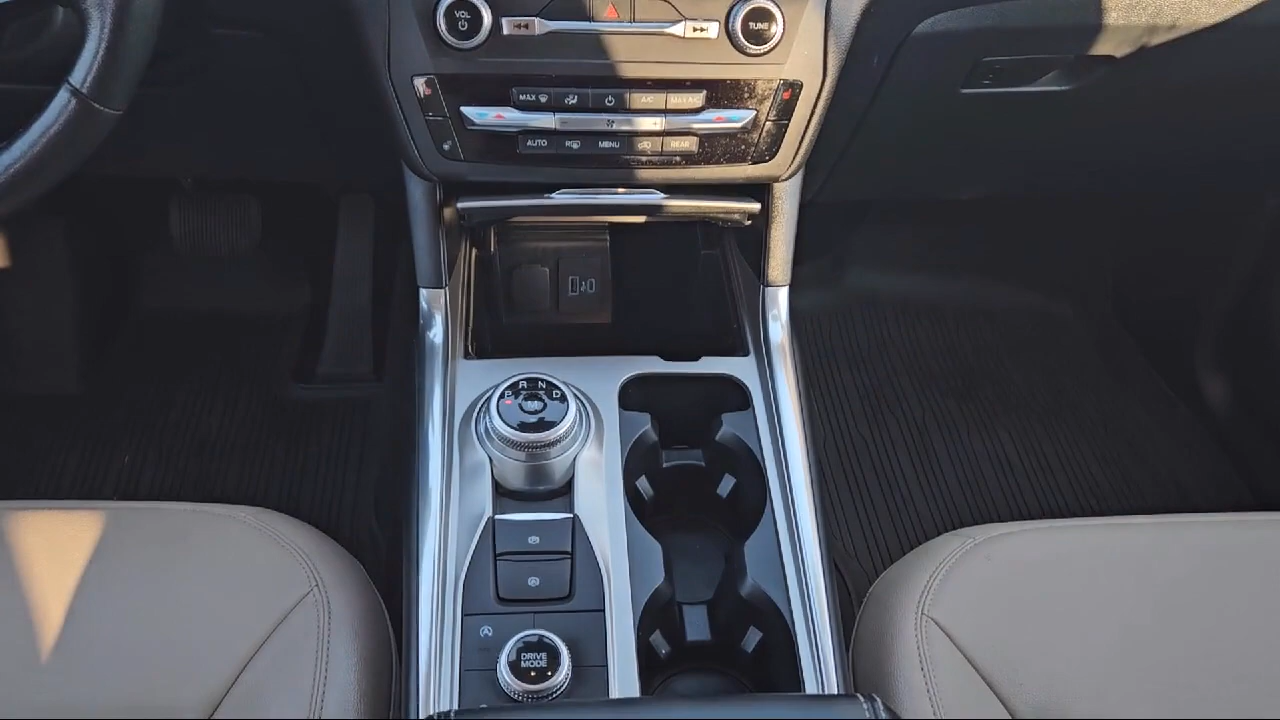 VOL
TUNE
MAX
A/C
MAX A/C
AUTO
R
MENU
REAR
R N
P D
M
DRIVE
MODE